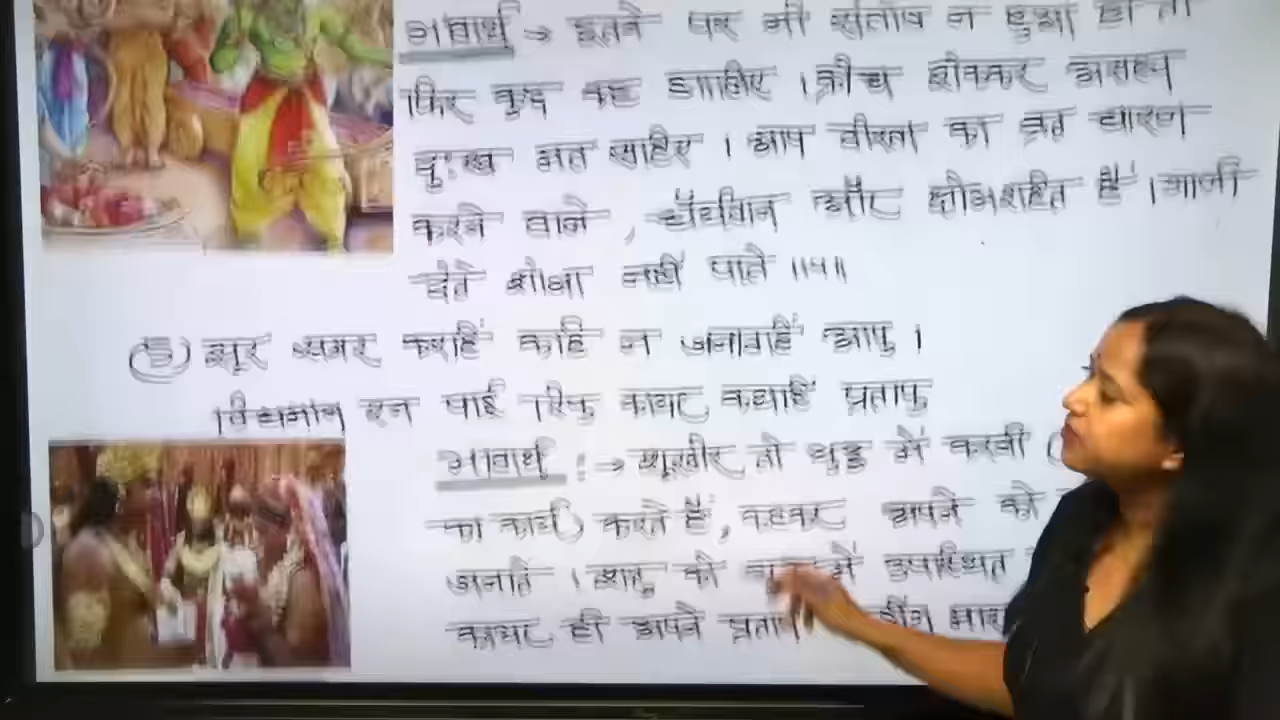 भावार्थ → इतने पर भी संतोष न हुआ हो तो
फिर कुछ कह डालिए । क्रोध रोककर असह्य
दुःख मत सहिए । आप वीरता का व्रत धारण
करने वाले , धैर्यवान और क्षोभरहित हैं । गाली
देते शोभा नहीं पाते ॥५॥
सूर समर करहिं कहि न जनावहिं आपु ।
विद्यमान रन पाई रिपु कायर कथहिं प्रतापु
भावार्थ :→ शूरवीर तो युद्ध में करनी (
का कार्य) करते हैं, कहकर अपने को
जनाते । शत्रु को में उपस्थित
कायर ही अपने प्रताप डींग मार